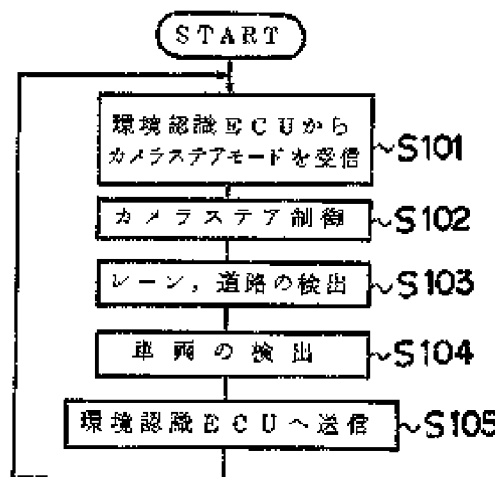 START
環境認識ECUから
カメラステアモードを受信
S101
カメラステア制御
S102
レーン,道路の検出
S103
車両の検出
S104
環境認識ECUへ送信
S105